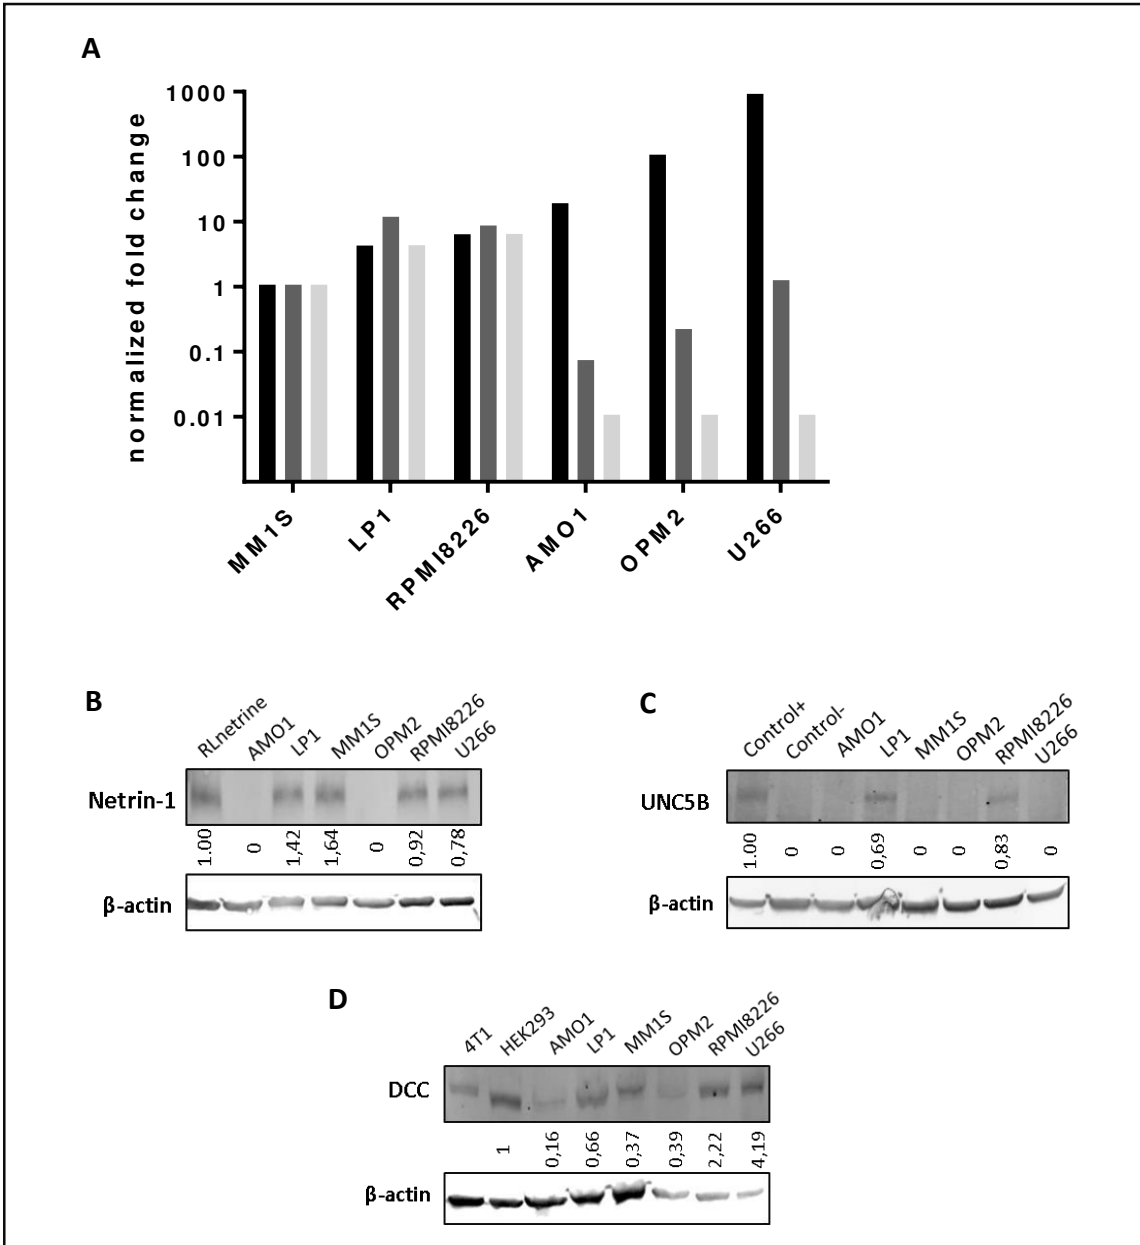 A
normalized fold change
1000
100
10
1
0.1
0.01
MM1S
LP1
RPMI8226
AMO1
OPM2
U266
B
RLnetrine
AMO1
LP1
MM1S
OPM2
RPMI8226
U266
Netrin-1
1.00
0
1,42
1,64
0
0,92
0,78
β-actin
C
Control+
Control-
AMO1
LP1
MM1S
OPM2
RPMI8226
U266
UNC5B
1.00
0
0
0,69
0
0
0,83
0
β-actin
D
4T1
HEK293
AMO1
LP1
MM1S
OPM2
RPMI8226
U266
DCC
1
0,16
0,66
0,37
0,39
2,22
4,19
β-actin